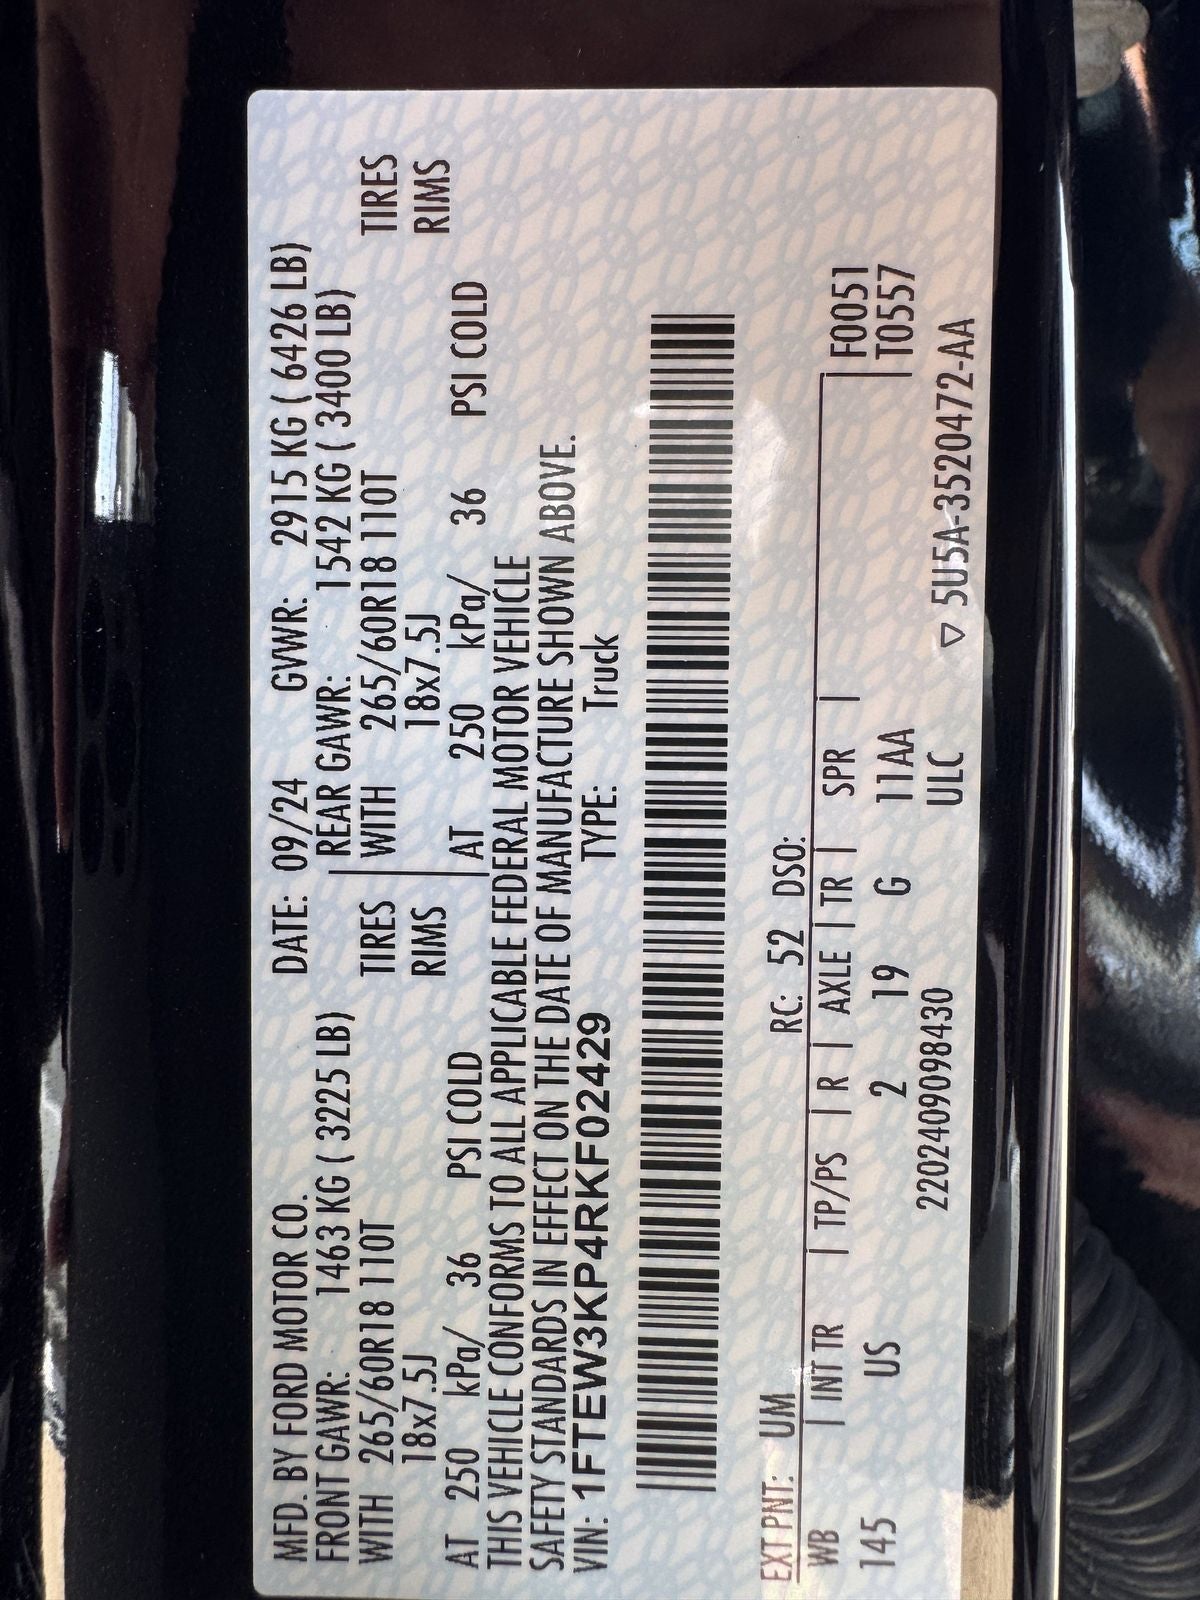 MFD. BY FORD MOTOR CO. DATE: 09/24 GVWR: 2915 KG ( 6426 LB)
FRONT GAWR: 1463 KG ( 3225 LB) REAR GAWR: 1542 KG ( 3400 LB)
WITH 265/60R18 110T TIRES WITH 265/60R18 110T TIRES
18x7.5J RIMS 18x7.5J RIMS
AT 250 kPa/ 36 PSI COLD AT 250 kPa/ 36 PSI COLD
THIS VEHICLE CONFORMS TO ALL APPLICABLE FEDERAL MOTOR VEHICLE
SAFETY STANDARDS IN EFFECT ON THE DATE OF MANUFACTURE SHOWN ABOVE.
VIN: 1FTEW3KP4RKF02429 TYPE: Truck
EXT PNT: UM RC: 52 DSO:
WB | INT TR | TP/PS | R | AXLE | TR | SPR | F0051
145 US 2 19 G 11AA T0557
2202409098430 ULC
▽ 5U5A-3520472-AA